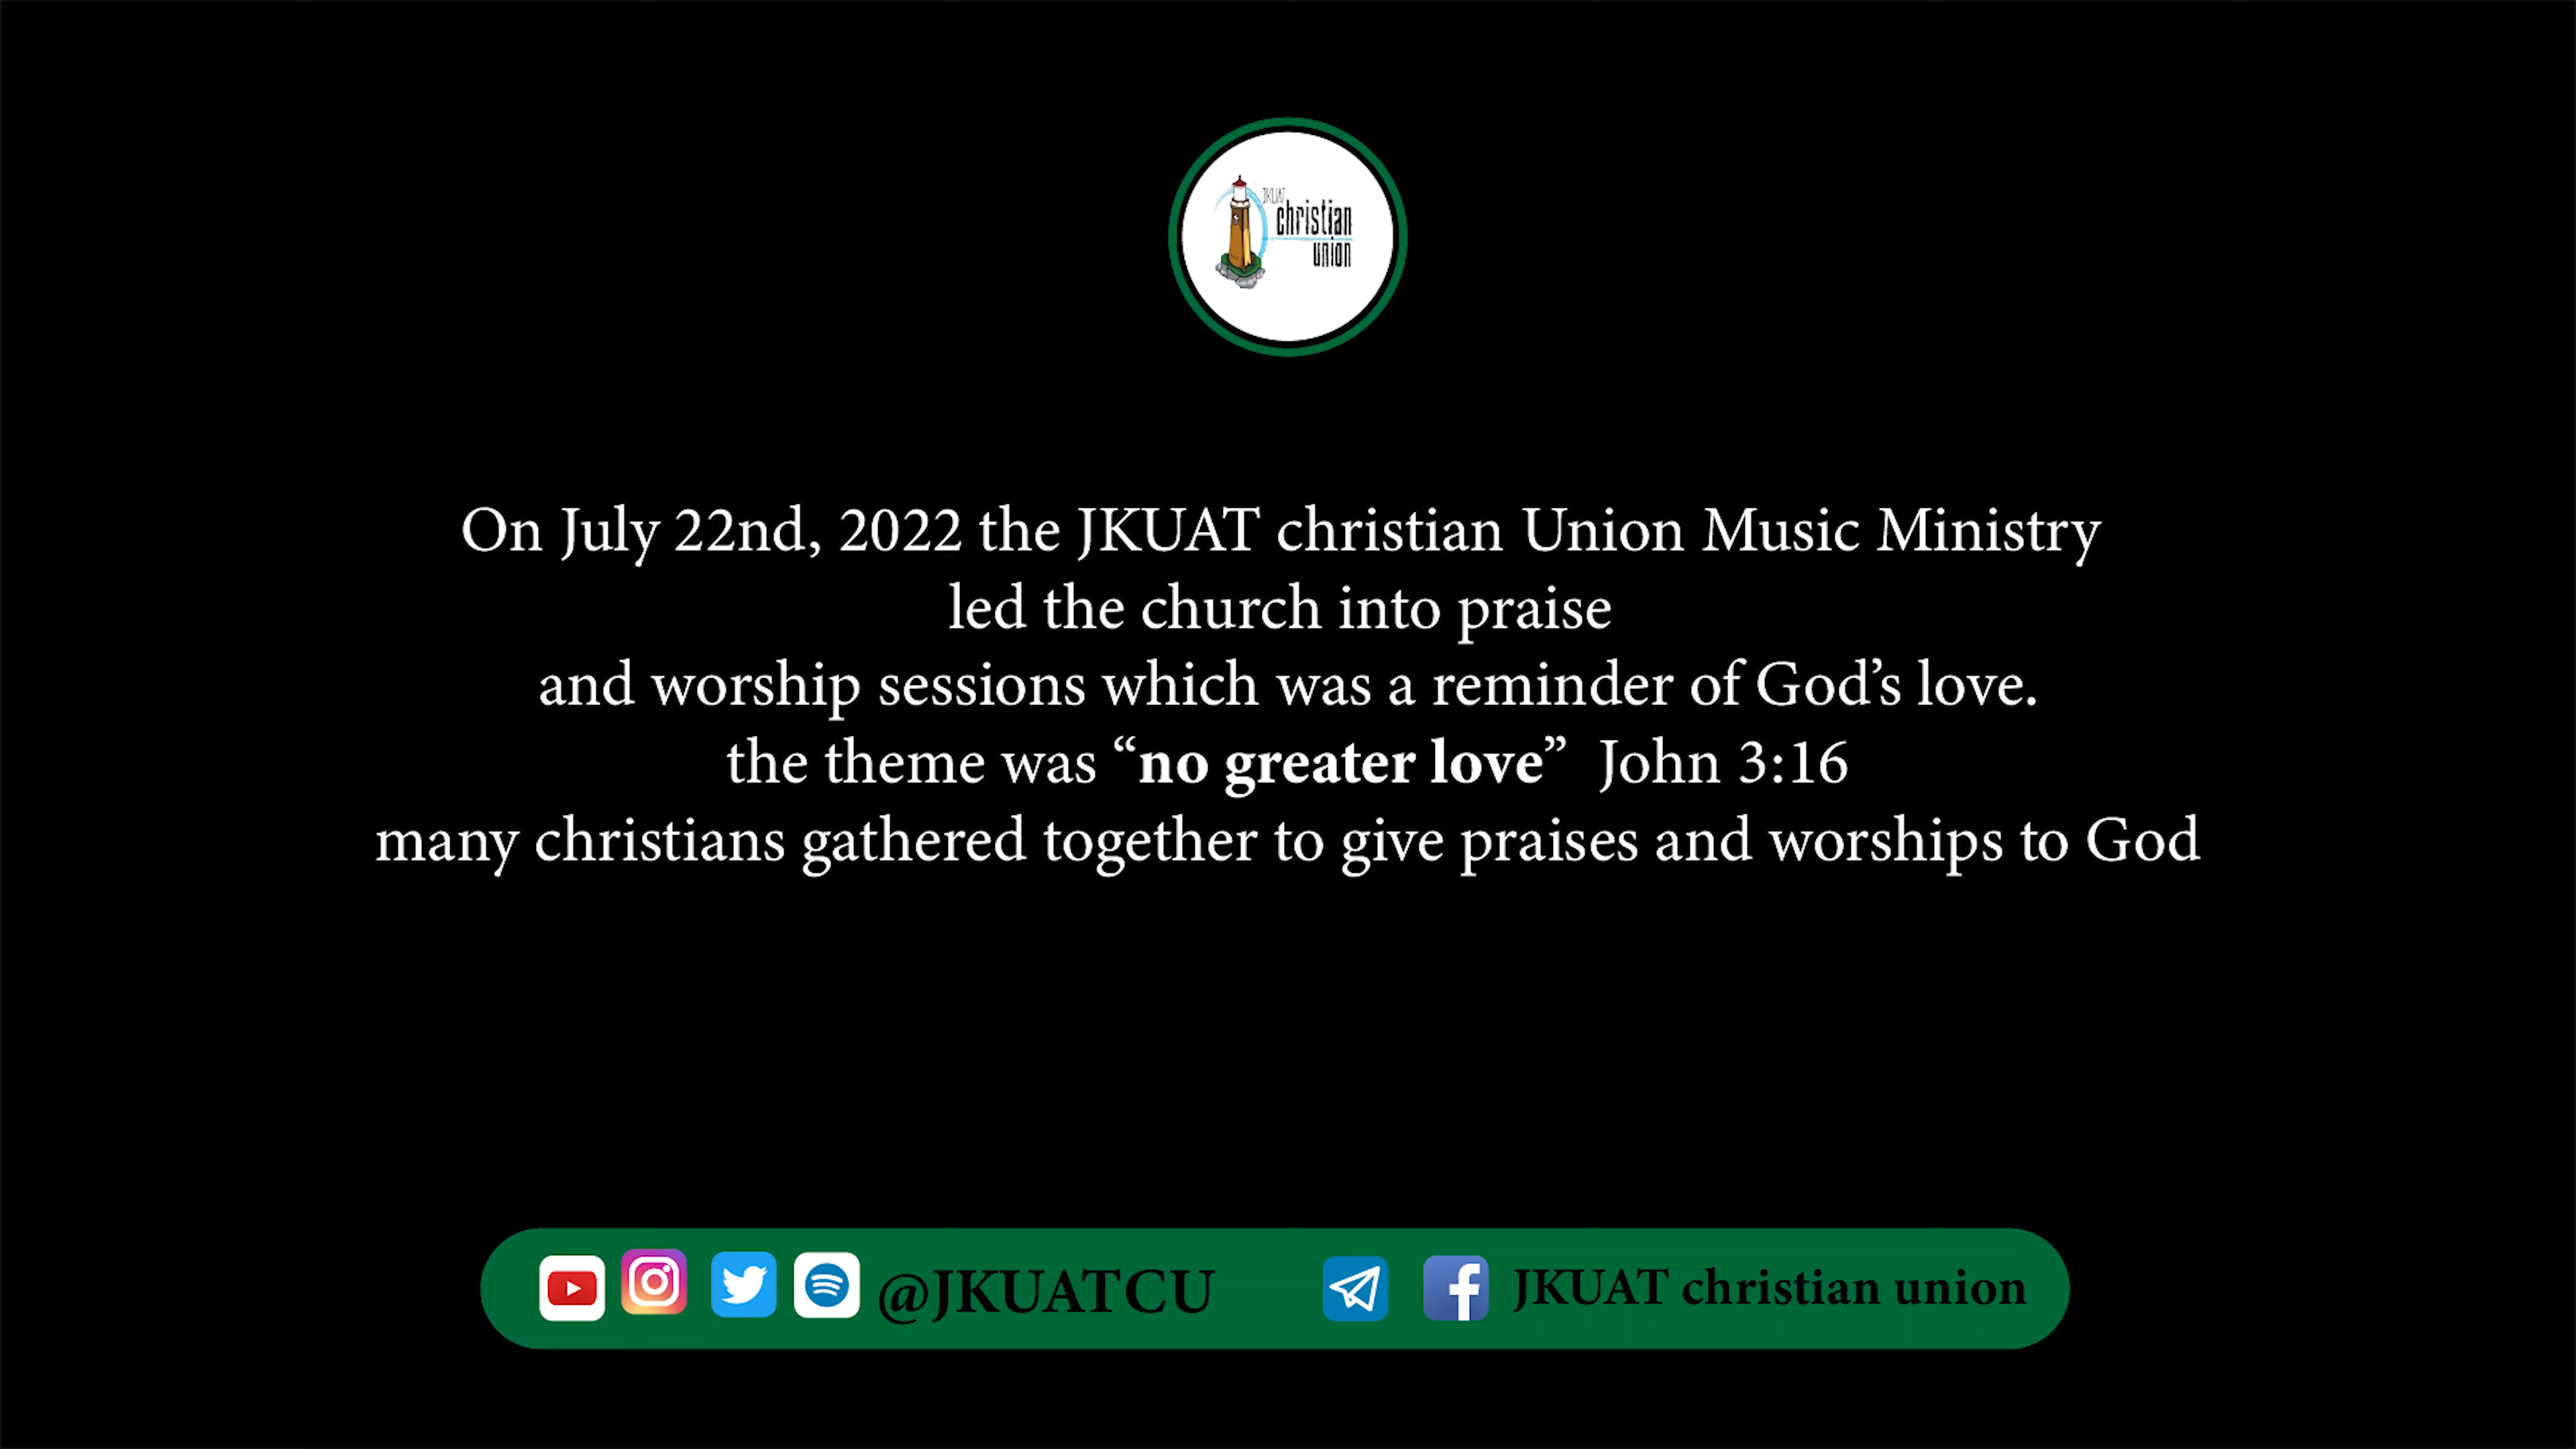 JKUAT
christian
union
On July 22nd, 2022 the JKUAT christian Union Music Ministry
led the church into praise
and worship sessions which was a reminder of God’s love.
the theme was “no greater love” John 3:16
many christians gathered together to give praises and worships to God
@JKUATCU
JKUAT christian union